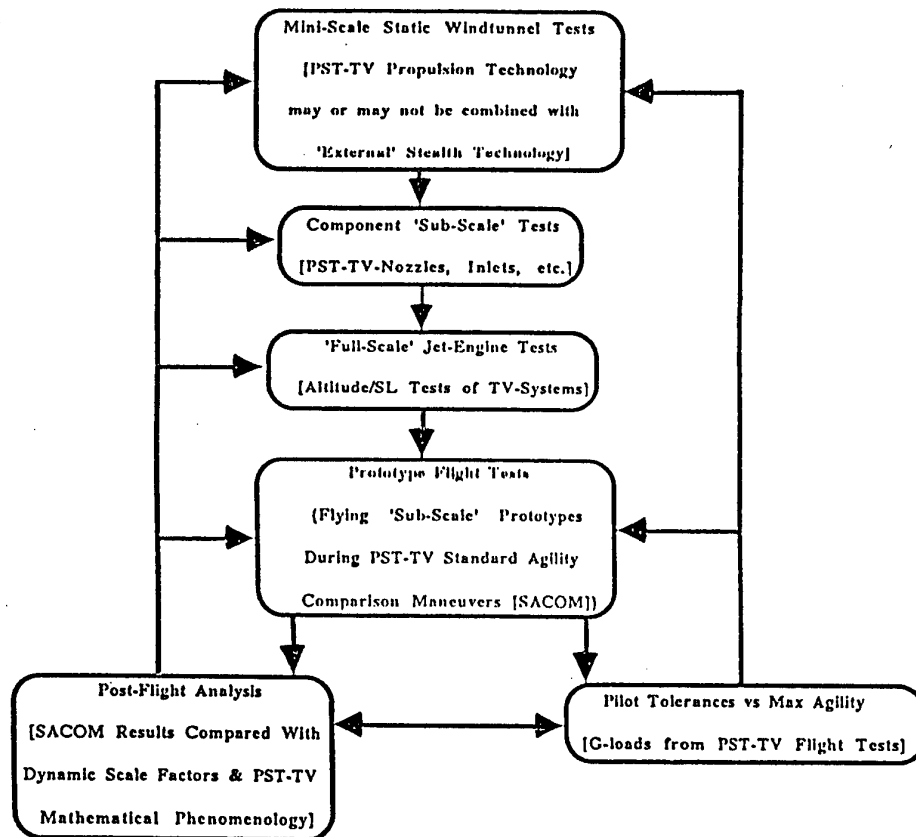 Mini-Scale Static Windtunnel Tests
[PST-TV Propulsion Technology
may or may not be combined with
'External' Stealth Technology]
Component 'Sub-Scale' Tests
[PST-TV-Nozzles, Inlets, etc.]
'Full-Scale' Jet-Engine Tests
[Altitude/SL Tests of TV-Systems]
Prototype Flight Tests
(Flying 'Sub-Scale' Prototypes
During PST-TV Standard Agility
Comparison Maneuvers [SACOM])
Post-Flight Analysis
[SACOM Results Compared With
Dynamic Scale Factors & PST-TV
Mathematical Phenomenology]
Pilot Tolerances vs Max Agility
[G-loads from PST-TV Flight Tests]